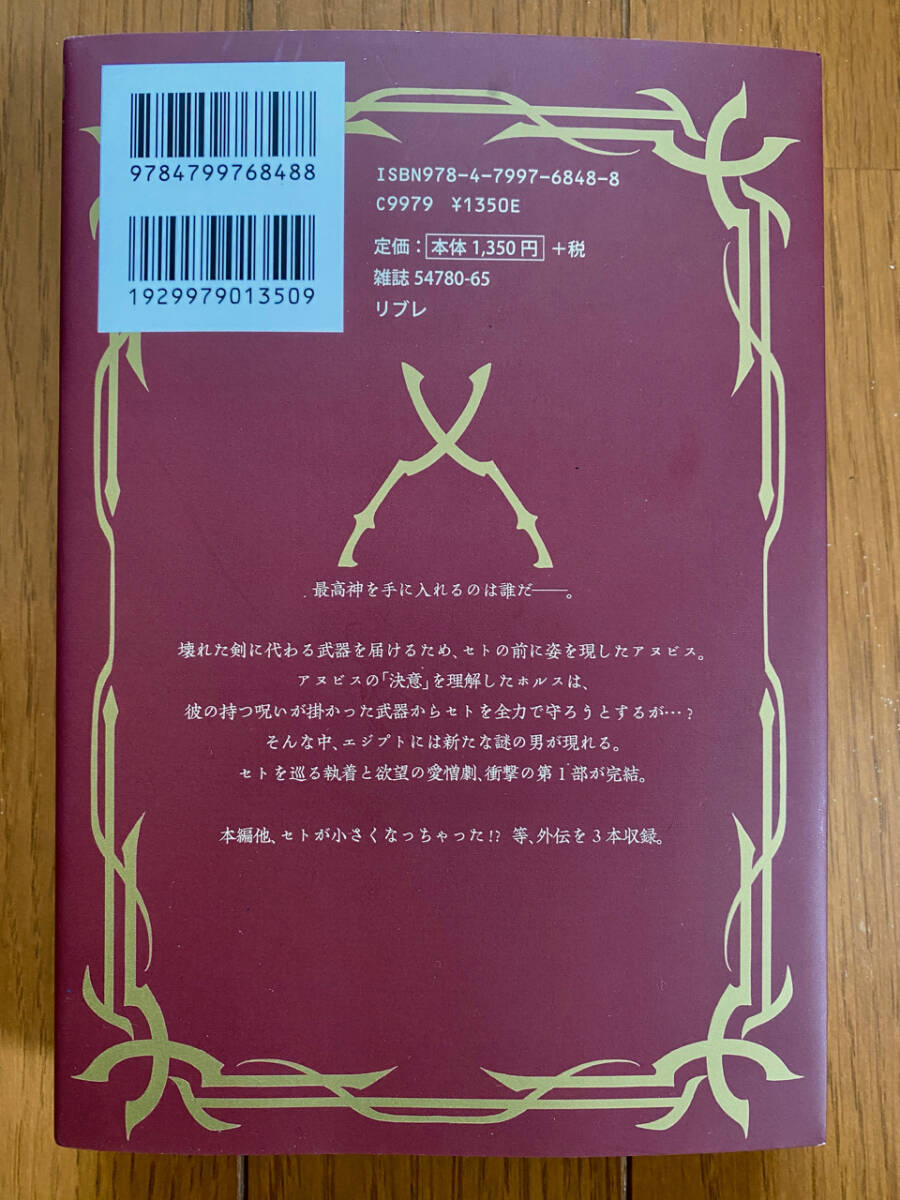 9784799768488
1929979013509
ISBN978-4-7997-6848-8
C9979 ¥1350E
定価：本体1,350円+税
雑誌 54780-65
リブレ
最高神を手に入れるのは誰だ――。
壊れた剣に代わる武器を届けるため、セトの前に姿を現したアヌビス。
アヌビスの「決意」を理解したホルスは、
彼の持つ呪いが掛かった武器からセトを全力で守ろうとするが…?
そんな中、エジプトには新たな謎の男が現れる。
セトを巡る執着と欲望の愛憎劇、衝撃の第1部が完結。
本編他、セトが小さくなっちゃった!? 等、外伝を3本収録。